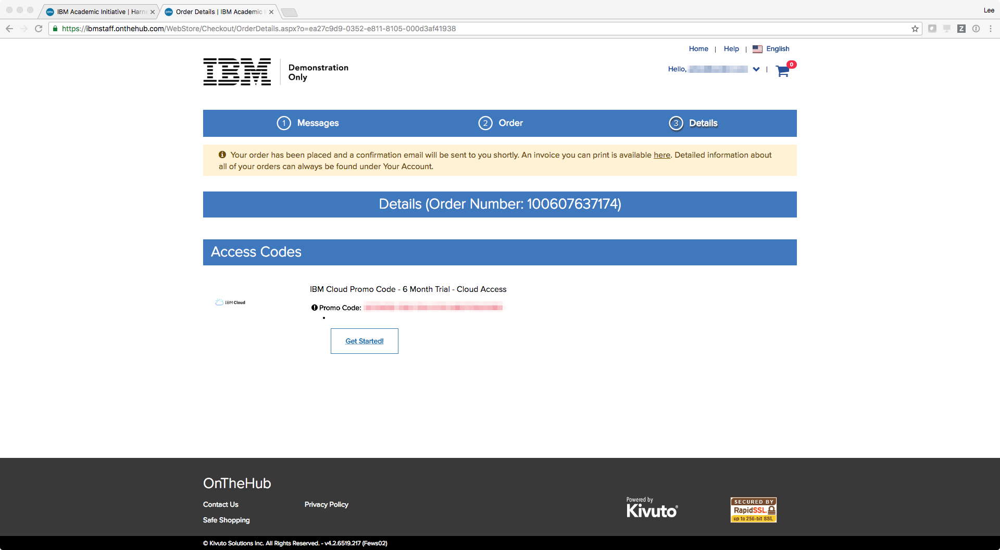 OTH IBM Academic Initiative | Harn
OTH Order Details | IBM Academic
Lee
https://ibmstaff.onthehub.com/WebStore/Checkout/OrderDetails.aspx?o=ea27c9d9-0352-e811-8105-000d3af41938
Z
Home | Help | English
IBM
Demonstration
Only
Hello,
|
0
1 Messages
2 Order
3 Details
Your order has been placed and a confirmation email will be sent to you shortly. An invoice you can print is available here. Detailed information about
all of your orders can always be found under Your Account.
Details (Order Number: 100607637174)
Access Codes
IBM Cloud
IBM Cloud Promo Code - 6 Month Trial - Cloud Access
Promo Code:
Get Started!
OnTheHub
Contact Us
Privacy Policy
Safe Shopping
Powered by
Kivuto®
SECURED BY
RapidSSL
up to 256-bit SSL
© Kivuto Solutions Inc. All Rights Reserved. - v4.2.6519.217 (Fews02)